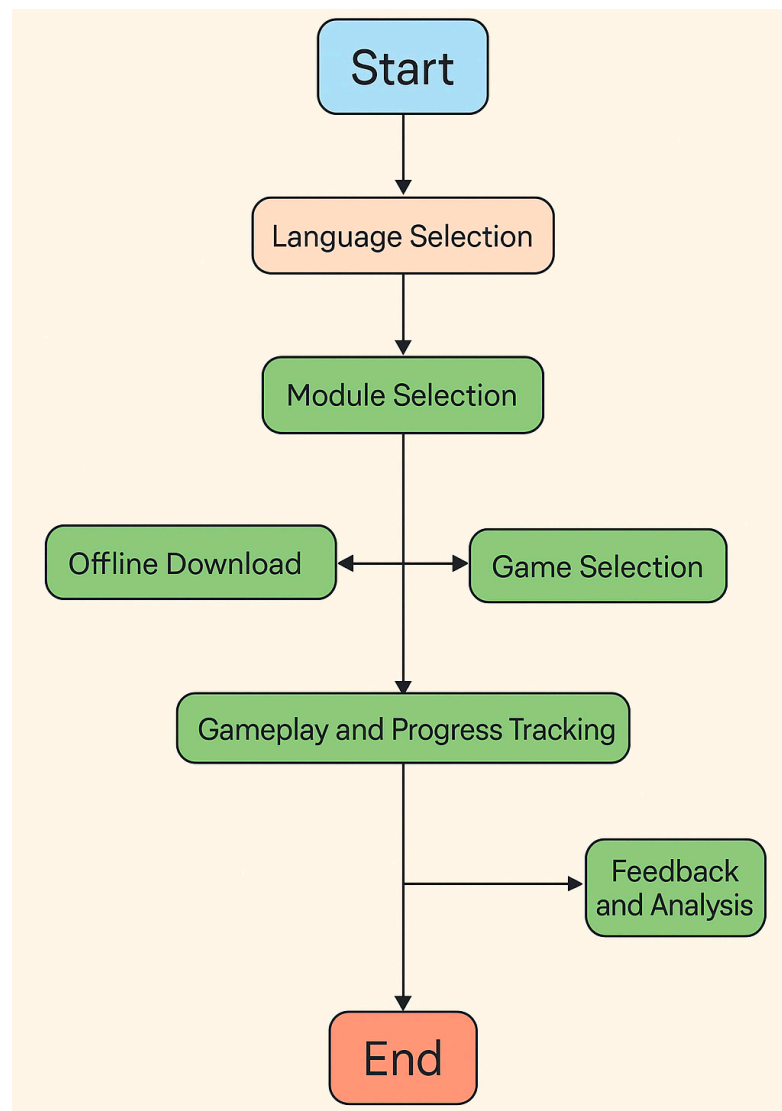 Start
Language Selection
Module Selection
Offline Download
Game Selection
Gameplay and Progress Tracking
Feedback
and Analysis
End